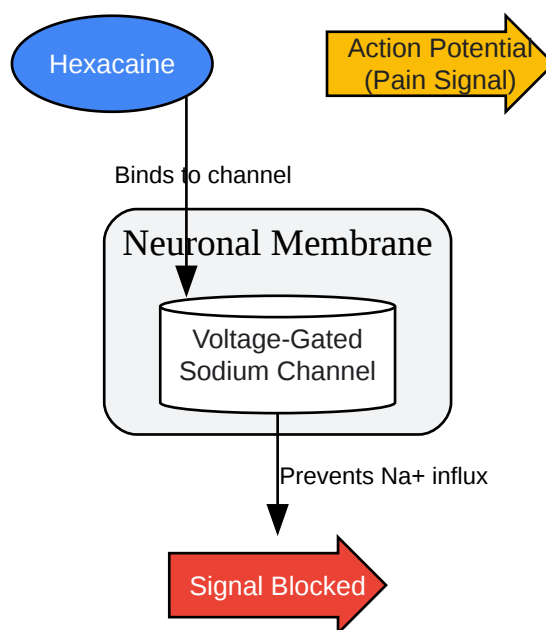 Hexacaine
Action Potential
(Pain Signal)
Binds to channel
Neuronal Membrane
Voltage-Gated
Sodium Channel
Prevents Na+ influx
Signal Blocked